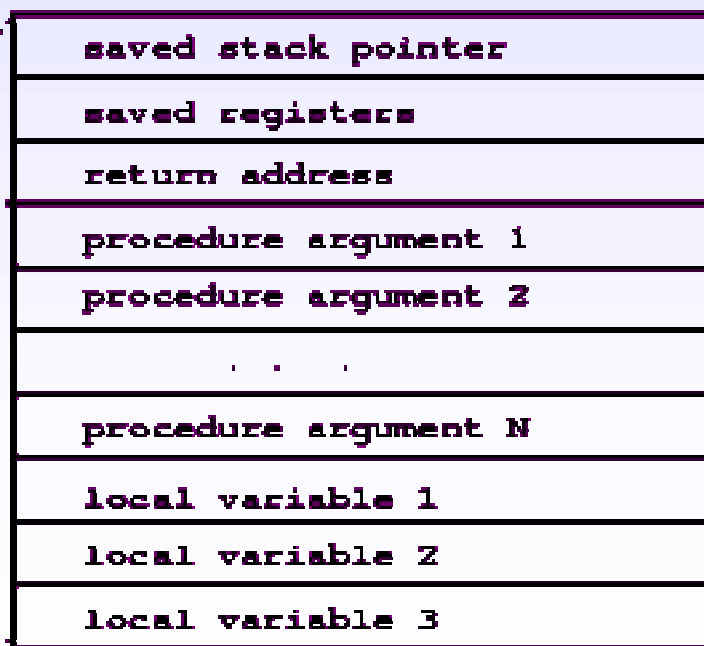 saved stack pointer
saved registers
return address
procedure argument 1
procedure argument 2
. . .
procedure argument N
local variable 1
local variable 2
local variable 3